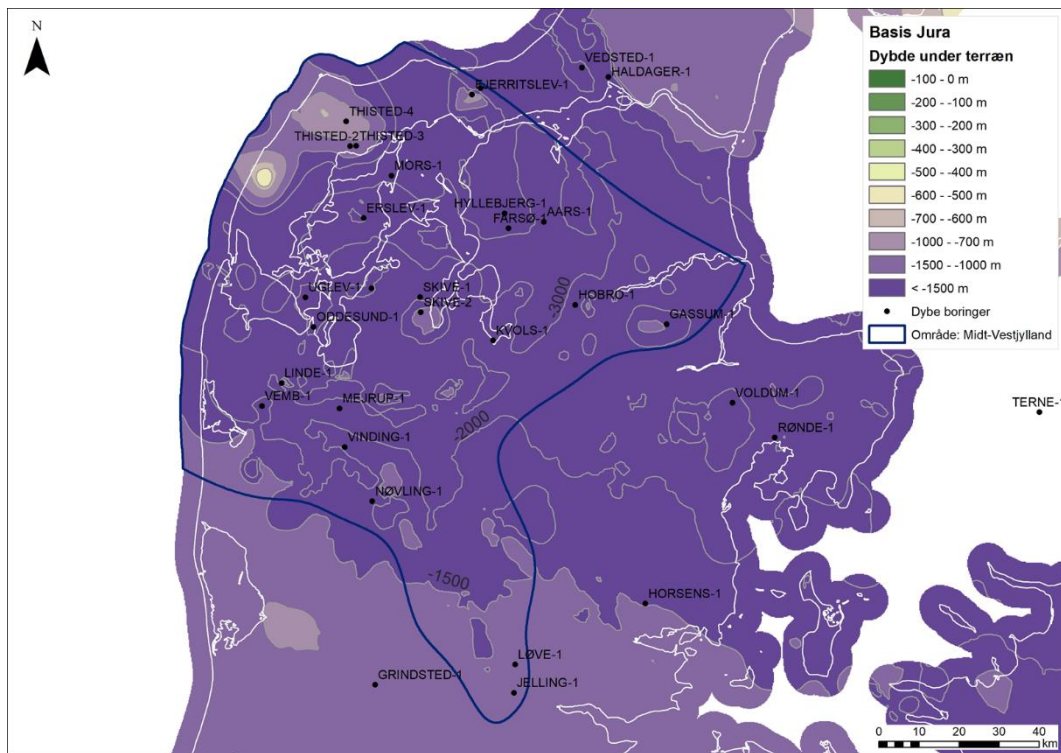 N
VEDSTED-1
HALDAGER-1
FJERRITSLEV-1
THISTED-4
THISTED-2 THISTED-3
MORS-1
ERSLEV-1
HYLLEBJERG-1
FARSØ-1
AARS-1
UGLEV-1
SKIVE-1
SKIVE-2
ODDESUND-1
HOBRO-1
-3000
GASSUM-1
KVOLS-1
LINDE-1
VEMB-1
MEJRUP-1
-2000
VOLDUM-1
TERNE-1
VINDING-1
RØNDE-1
NØVLING-1
-1500
HORSENS-1
LØVE-1
GRINDSTED-1
JELLING-1
Basis Jura
Dybde under terræn
-100 - 0 m
-200 - -100 m
-300 - -200 m
-400 - -300 m
-500 - -400 m
-600 - -500 m
-700 - -600 m
-1000 - -700 m
-1500 - -1000 m
< -1500 m
Dybe boringer
Område: Midt-Vestjylland
0 10 20 30 40
km